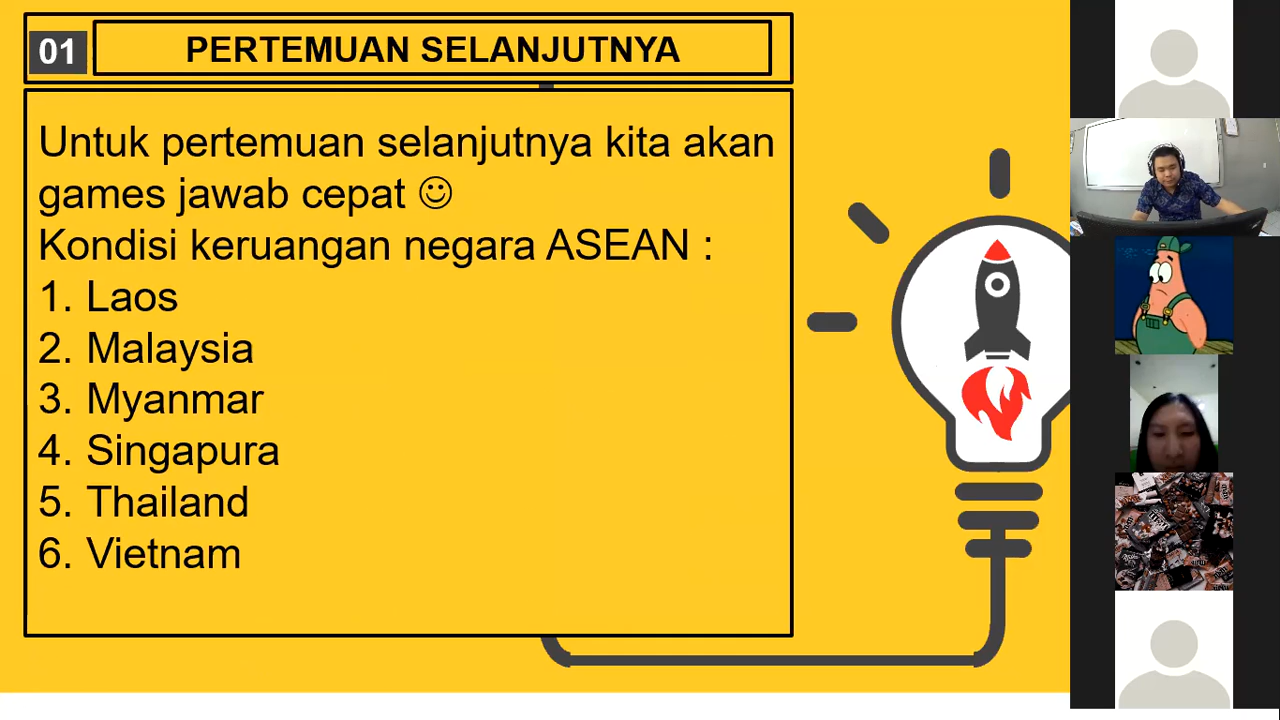 01
PERTEMUAN SELANJUTNYA
Untuk pertemuan selanjutnya kita akan
games jawab cepat ☺
Kondisi keruangan negara ASEAN :
1. Laos
2. Malaysia
3. Myanmar
4. Singapura
5. Thailand
6. Vietnam